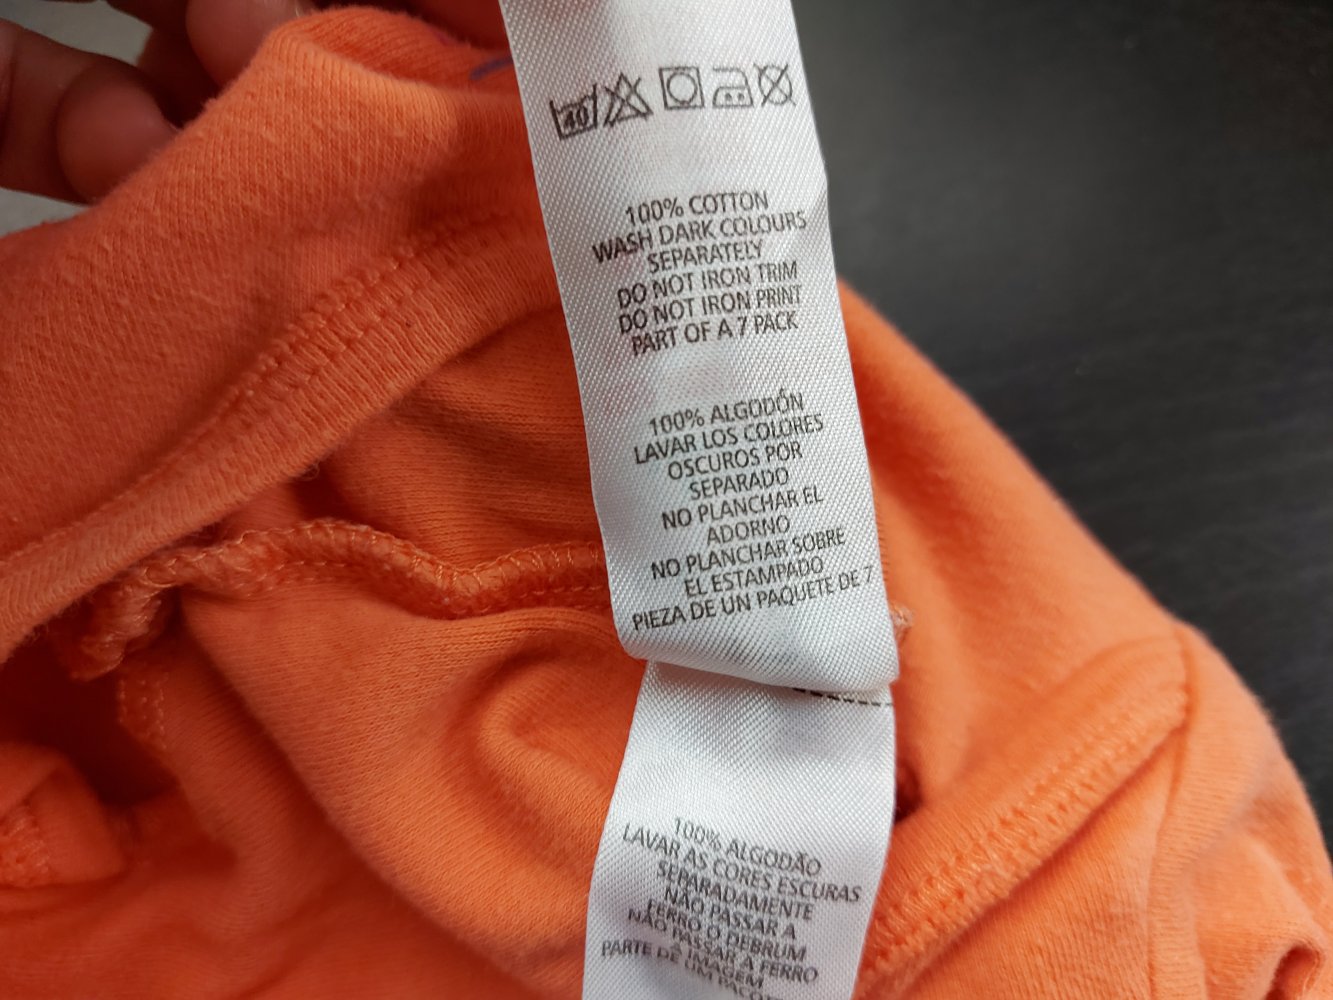 40
100% COTTON
WASH DARK COLOURS
SEPARATELY
DO NOT IRON TRIM
DO NOT IRON PRINT
PART OF A 7 PACK
100% ALGODÓN
LAVAR LOS COLORES
OSCUROS POR
SEPARADO
NO PLANCHAR EL
ADORNO
NO PLANCHAR SOBRE
EL ESTAMPADO
PIEZA DE UN PAQUETE DE 7
100% ALGODÃO
LAVAR AS CORES ESCURAS
SEPARADAMENTE
NÃO PASSAR A
FERRO O DEBRUM
NÃO PASSAR A FERRO
A IMAGEM
PARTE DE UM